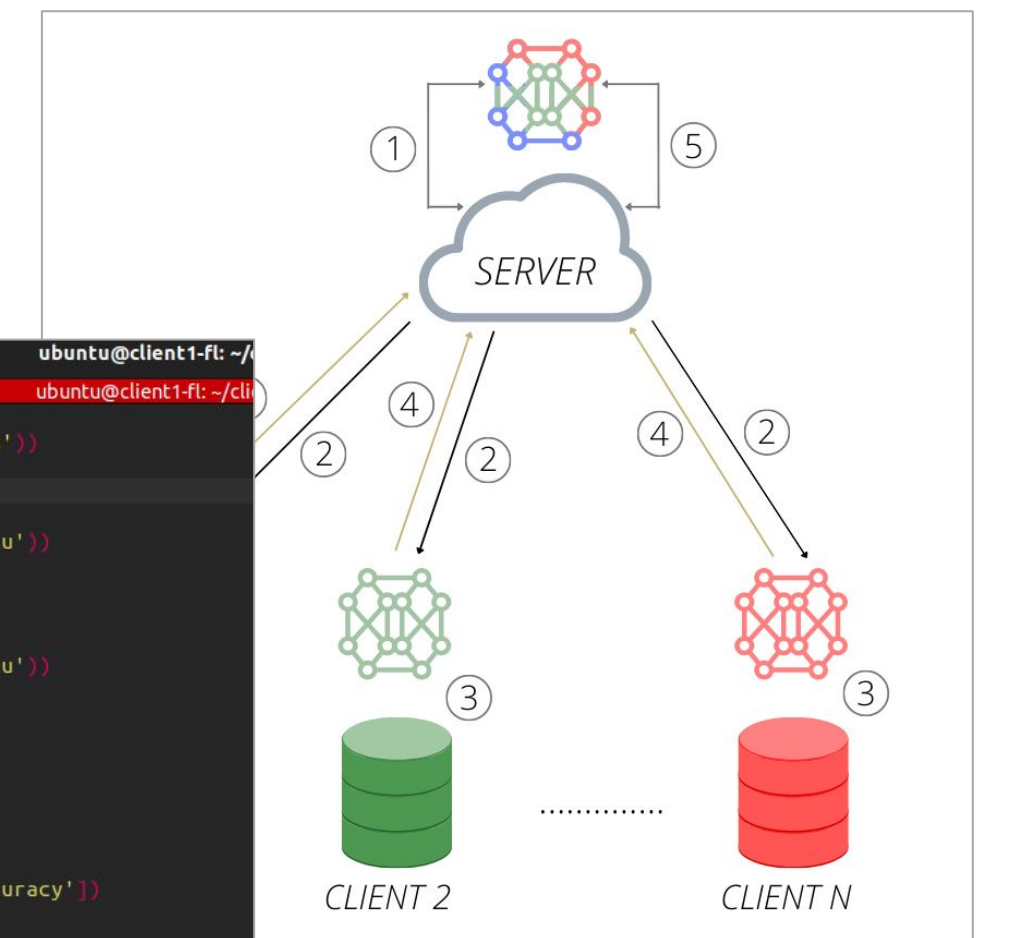 1
5
SERVER
ubuntu@client1-fl: ~/
ubuntu@client1-fl: ~/cli
'))
u'))
u'))
uracy'])
4
2
2
4
2
3
3
..............
CLIENT 2
CLIENT N